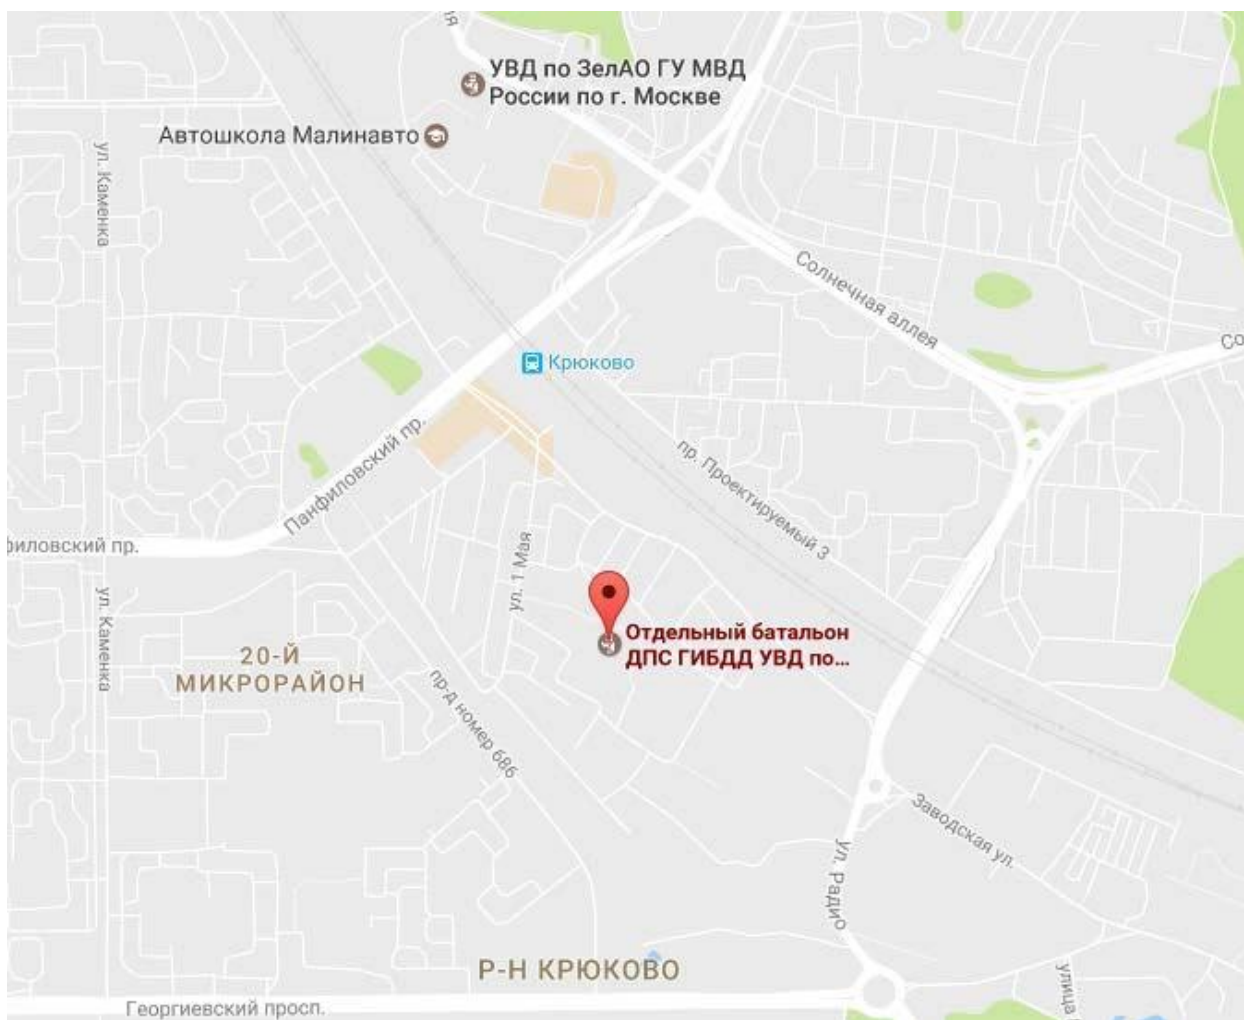 УВД по ЗелАО ГУ МВД
России по г. Москве
Автошкола Малинавто
ул. Каменка
Солнечная аллея
Со
Крюково
Панфиловский пр.
пр. Проектируемый 3
филовский пр.
ул. 1 Мая
ул. Каменка
Отдельный батальон
ДПС ГИБДД УВД по...
20-Й
МИКРОРАЙОН
пр-д номер 686
Заводская ул.
ул. Радио
Р-Н КРЮКОВО
улица
Георгиевский просп.